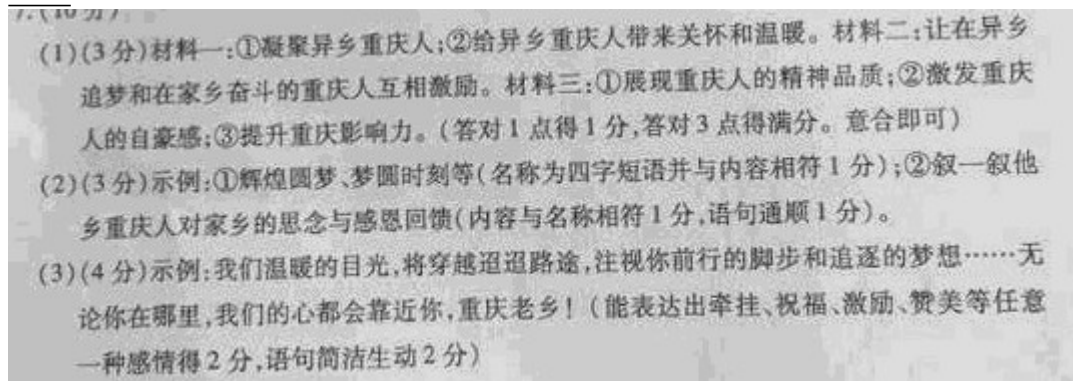 7.(10分)
(1)(3分)材料一:①凝聚异乡重庆人;②给异乡重庆人带来关怀和温暖。材料二:让在异乡
追梦和在家乡奋斗的重庆人互相激励。材料三:①展现重庆人的精神品质;②激发重庆
人的自豪感;③提升重庆影响力。(答对1点得1分,答对3点得满分。意合即可)
(2)(3分)示例:①辉煌圆梦、梦圆时刻等(名称为四字短语并与内容相符1分);②叙一叙他
乡重庆人对家乡的思念与感恩回馈(内容与名称相符1分,语句通顺1分)。
(3)(4分)示例:我们温暖的目光,将穿越迢迢路途,注视你前行的脚步和追逐的梦想……无
论你在哪里,我们的心都会靠近你,重庆老乡!(能表达出牵挂、祝福、激励、赞美等任意
一种感情得2分,语句简洁生动2分)